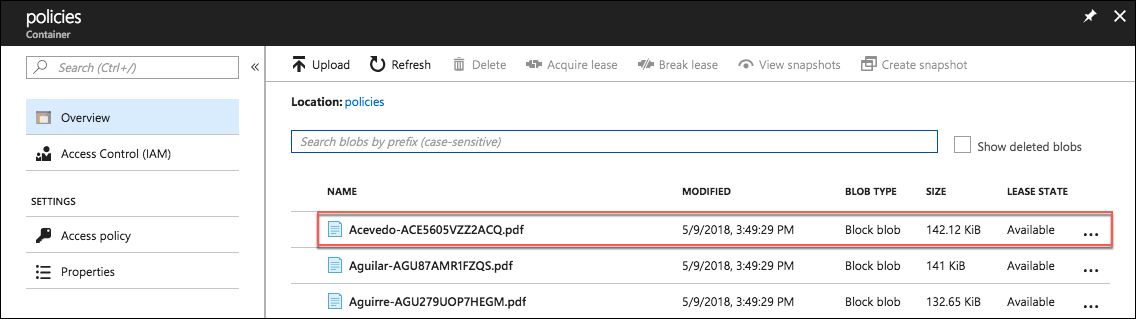 policies
Container
Search (Ctrl+/)
«
Overview
Access Control (IAM)
SETTINGS
Access policy
Properties
Upload Refresh Delete Acquire lease Break lease View snapshots Create snapshot
Location: policies
Search blobs by prefix (case-sensitive)
Show deleted blobs
NAME MODIFIED BLOB TYPE SIZE LEASE STATE
Acevedo-ACE5605VZZ2ACQ.pdf 5/9/2018, 3:49:29 PM Block blob 142.12 KiB Available ...
Aguilar-AGU87AMR1FZQS.pdf 5/9/2018, 3:49:29 PM Block blob 141 KiB Available ...
Aguirre-AGU279UOP7HEGM.pdf 5/9/2018, 3:49:29 PM Block blob 132.65 KiB Available ...